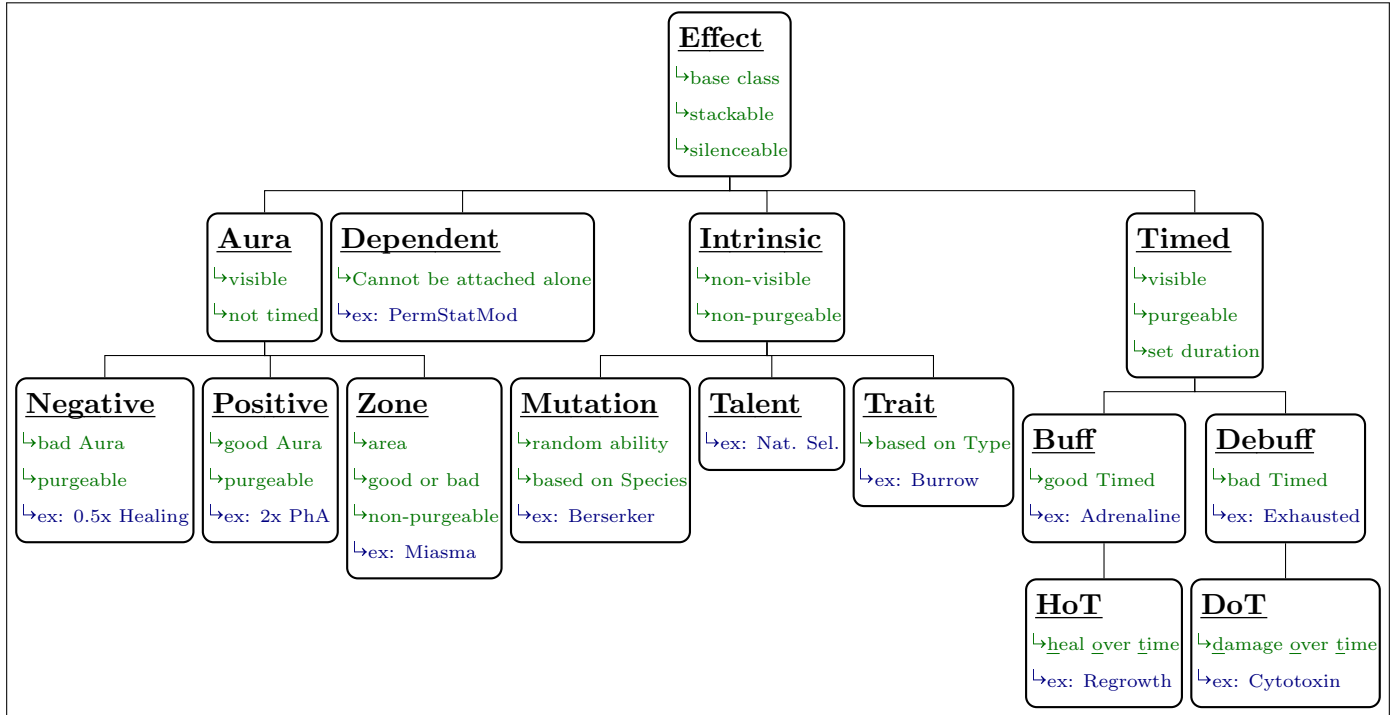 Effect
↳base class
↳stackable
↳silenceable
Aura
↳visible
↳not timed
Dependent
↳Cannot be attached alone
↳ex: PermStatMod
Intrinsic
↳non-visible
↳non-purgeable
Timed
↳visible
↳purgeable
↳set duration
Negative
↳bad Aura
↳purgeable
↳ex: 0.5x Healing
Positive
↳good Aura
↳purgeable
↳ex: 2x PhA
Zone
↳area
↳good or bad
↳non-purgeable
↳ex: Miasma
Mutation
↳random ability
↳based on Species
↳ex: Berserker
Talent
↳ex: Nat. Sel.
Trait
↳based on Type
↳ex: Burrow
Buff
↳good Timed
↳ex: Adrenaline
Debuff
↳bad Timed
↳ex: Exhausted
HoT
↳heal over time
↳ex: Regrowth
DoT
↳damage over time
↳ex: Cytotoxin